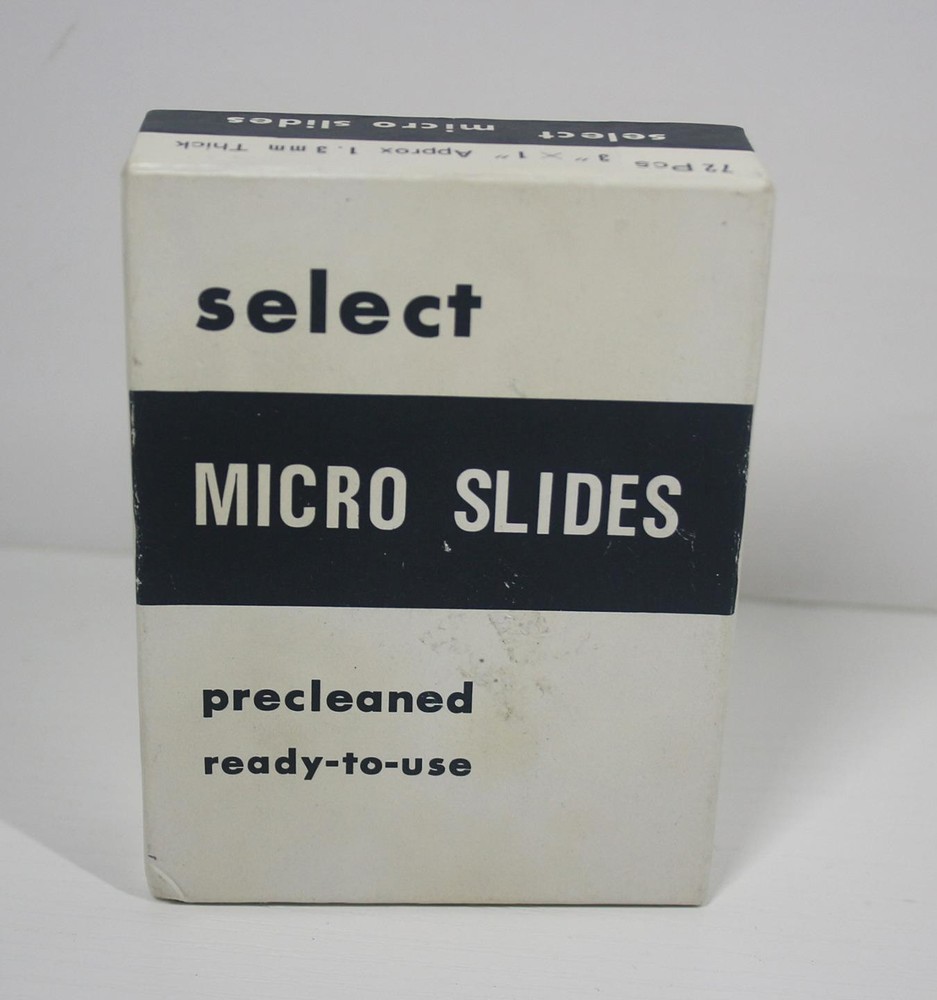 select micro slides
72 Pcs 3" × 1" Approx 1.3mm Thick
select
MICRO SLIDES
precleaned
ready-to-use